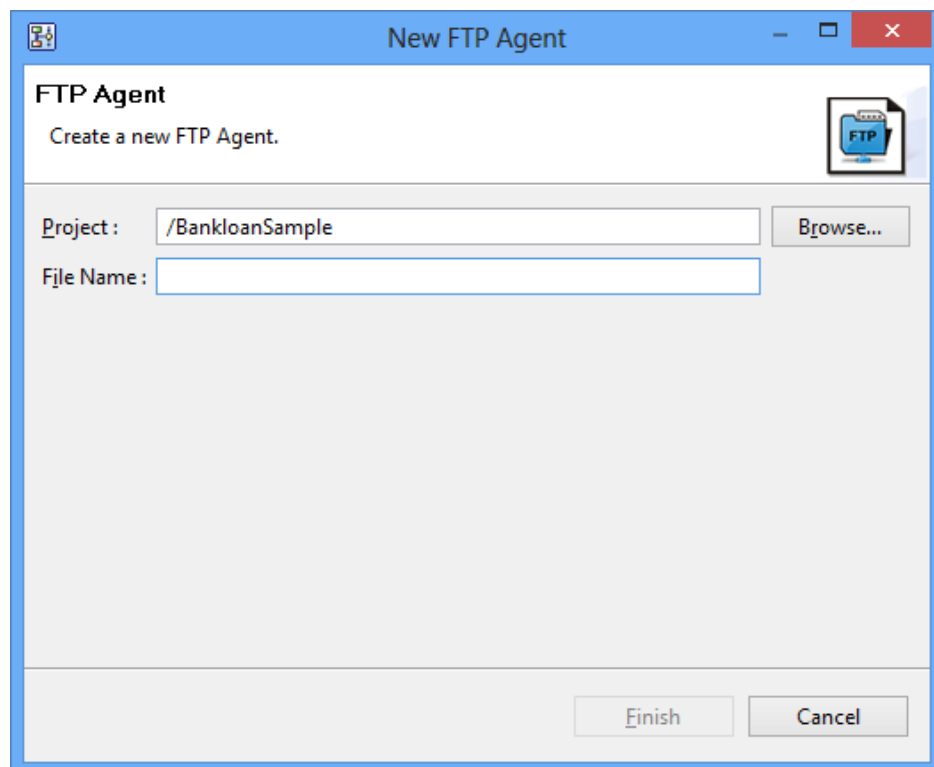 New FTP Agent
FTP Agent
Create a new FTP Agent.
FTP
Project : /BankloanSample Browse...
File Name :
Finish Cancel